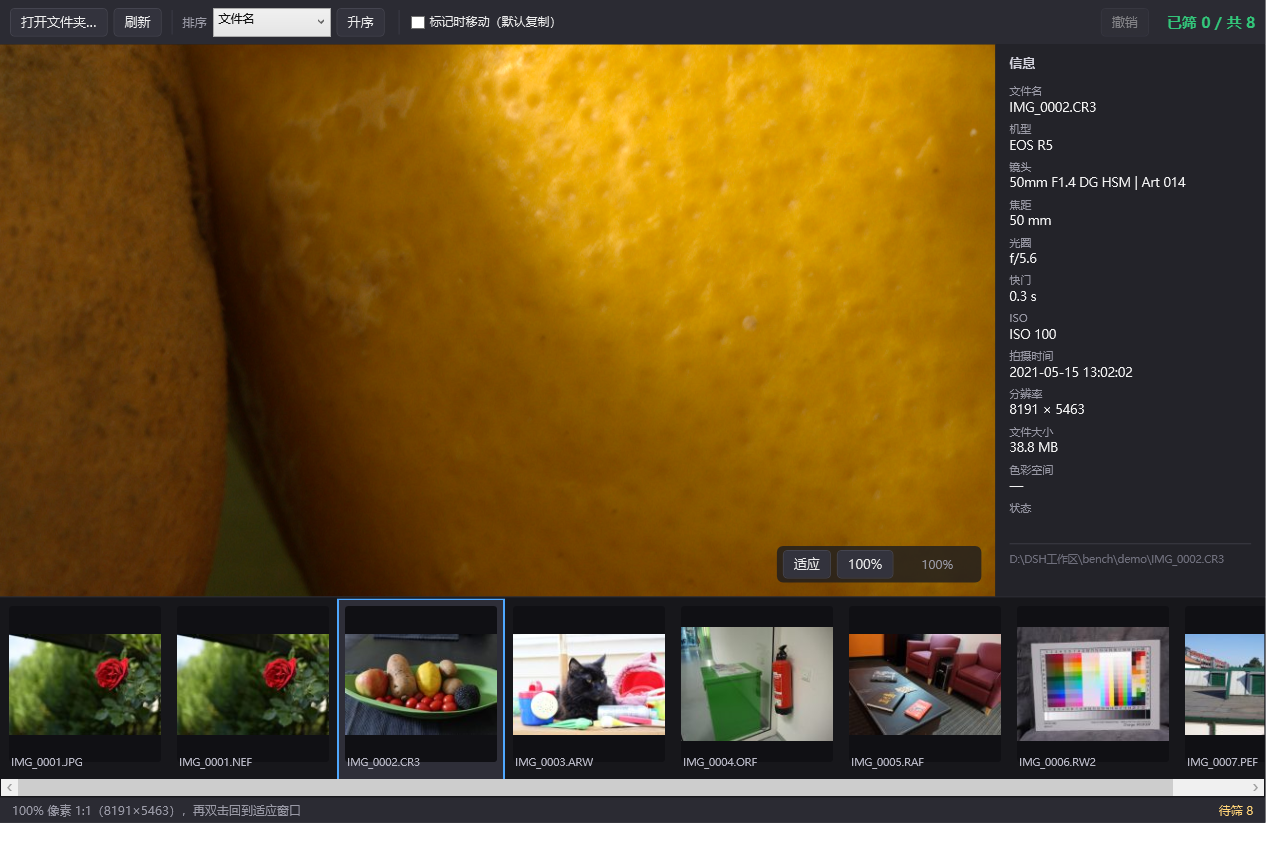 打开文件夹... 刷新 排序 文件名 升序 标记时移动（默认复制） 撤销 已筛 0 / 共 8
信息
文件名
IMG_0002.CR3
机型
EOS R5
镜头
50mm F1.4 DG HSM | Art 014
焦距
50 mm
光圈
f/5.6
快门
0.3 s
ISO
ISO 100
拍摄时间
2021-05-15 13:02:02
分辨率
8191 × 5463
文件大小
38.8 MB
色彩空间
—
状态
D:\DSH工作区\bench\demo\IMG_0002.CR3
适应 100% 100%
IMG_0001.JPG IMG_0001.NEF IMG_0002.CR3 IMG_0003.ARW IMG_0004.ORF IMG_0005.RAF IMG_0006.RW2 IMG_0007.PEF
100% 像素 1:1（8191×5463），再双击回到适应窗口 待筛 8